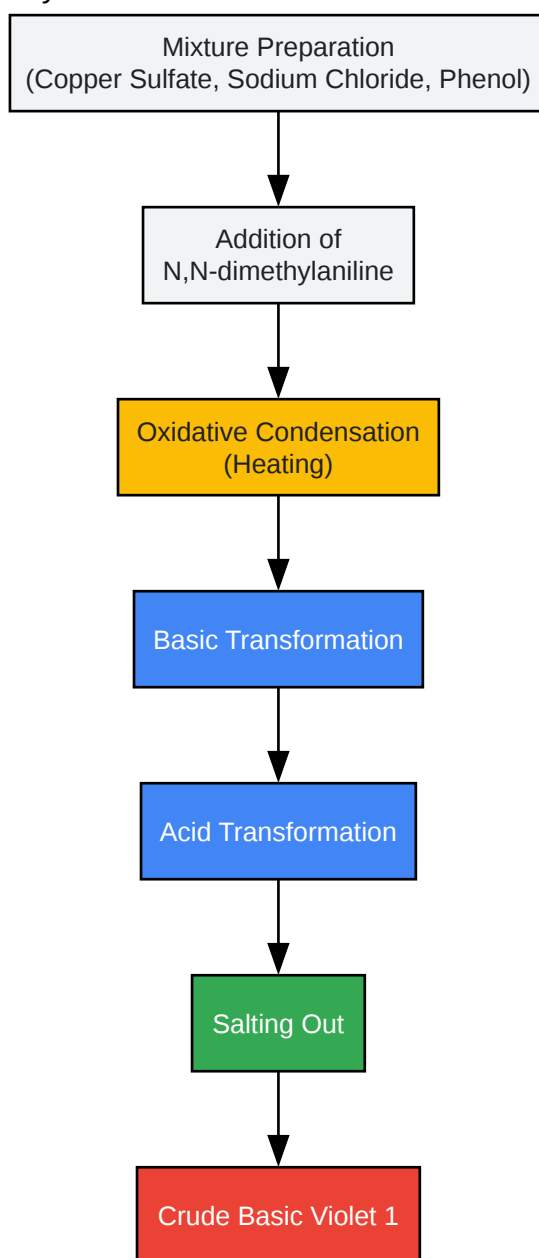 Mixture Preparation
(Copper Sulfate, Sodium Chloride, Phenol)
Addition of
N,N-dimethylaniline
Oxidative Condensation
(Heating)
Basic Transformation
Acid Transformation
Salting Out
Crude Basic Violet 1